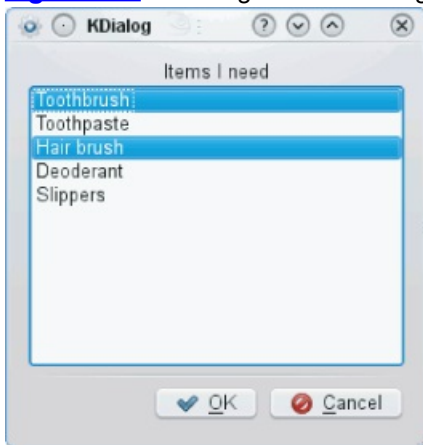 KDialog
Items I need
Toothbrush
Toothpaste
Hair brush
Deoderant
Slippers
OK
Cancel